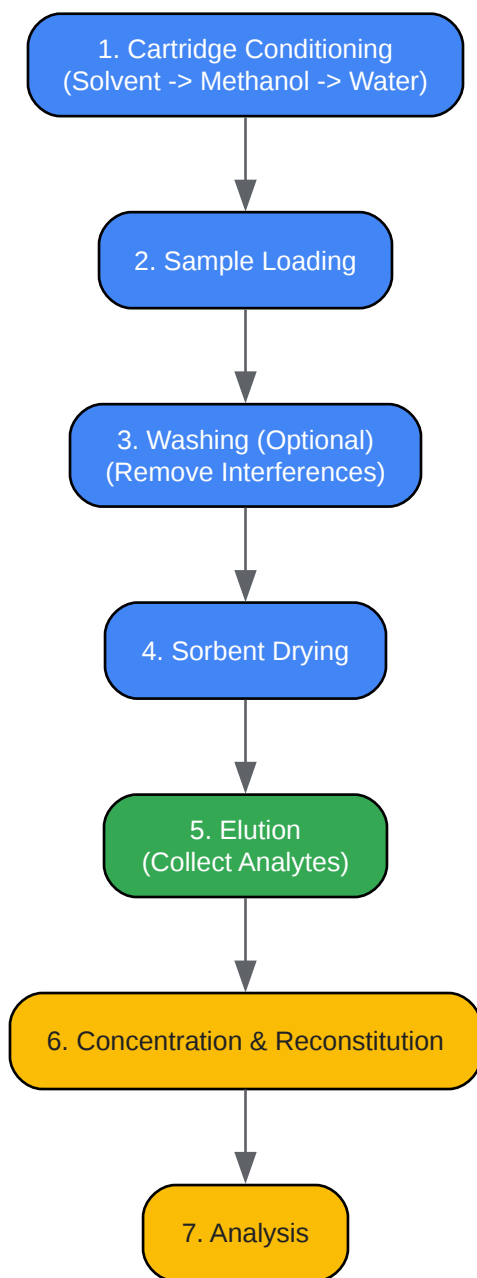 1. Cartridge Conditioning
(Solvent -> Methanol -> Water)
2. Sample Loading
3. Washing (Optional)
(Remove Interferences)
4. Sorbent Drying
5. Elution
(Collect Analytes)
6. Concentration & Reconstitution
7. Analysis